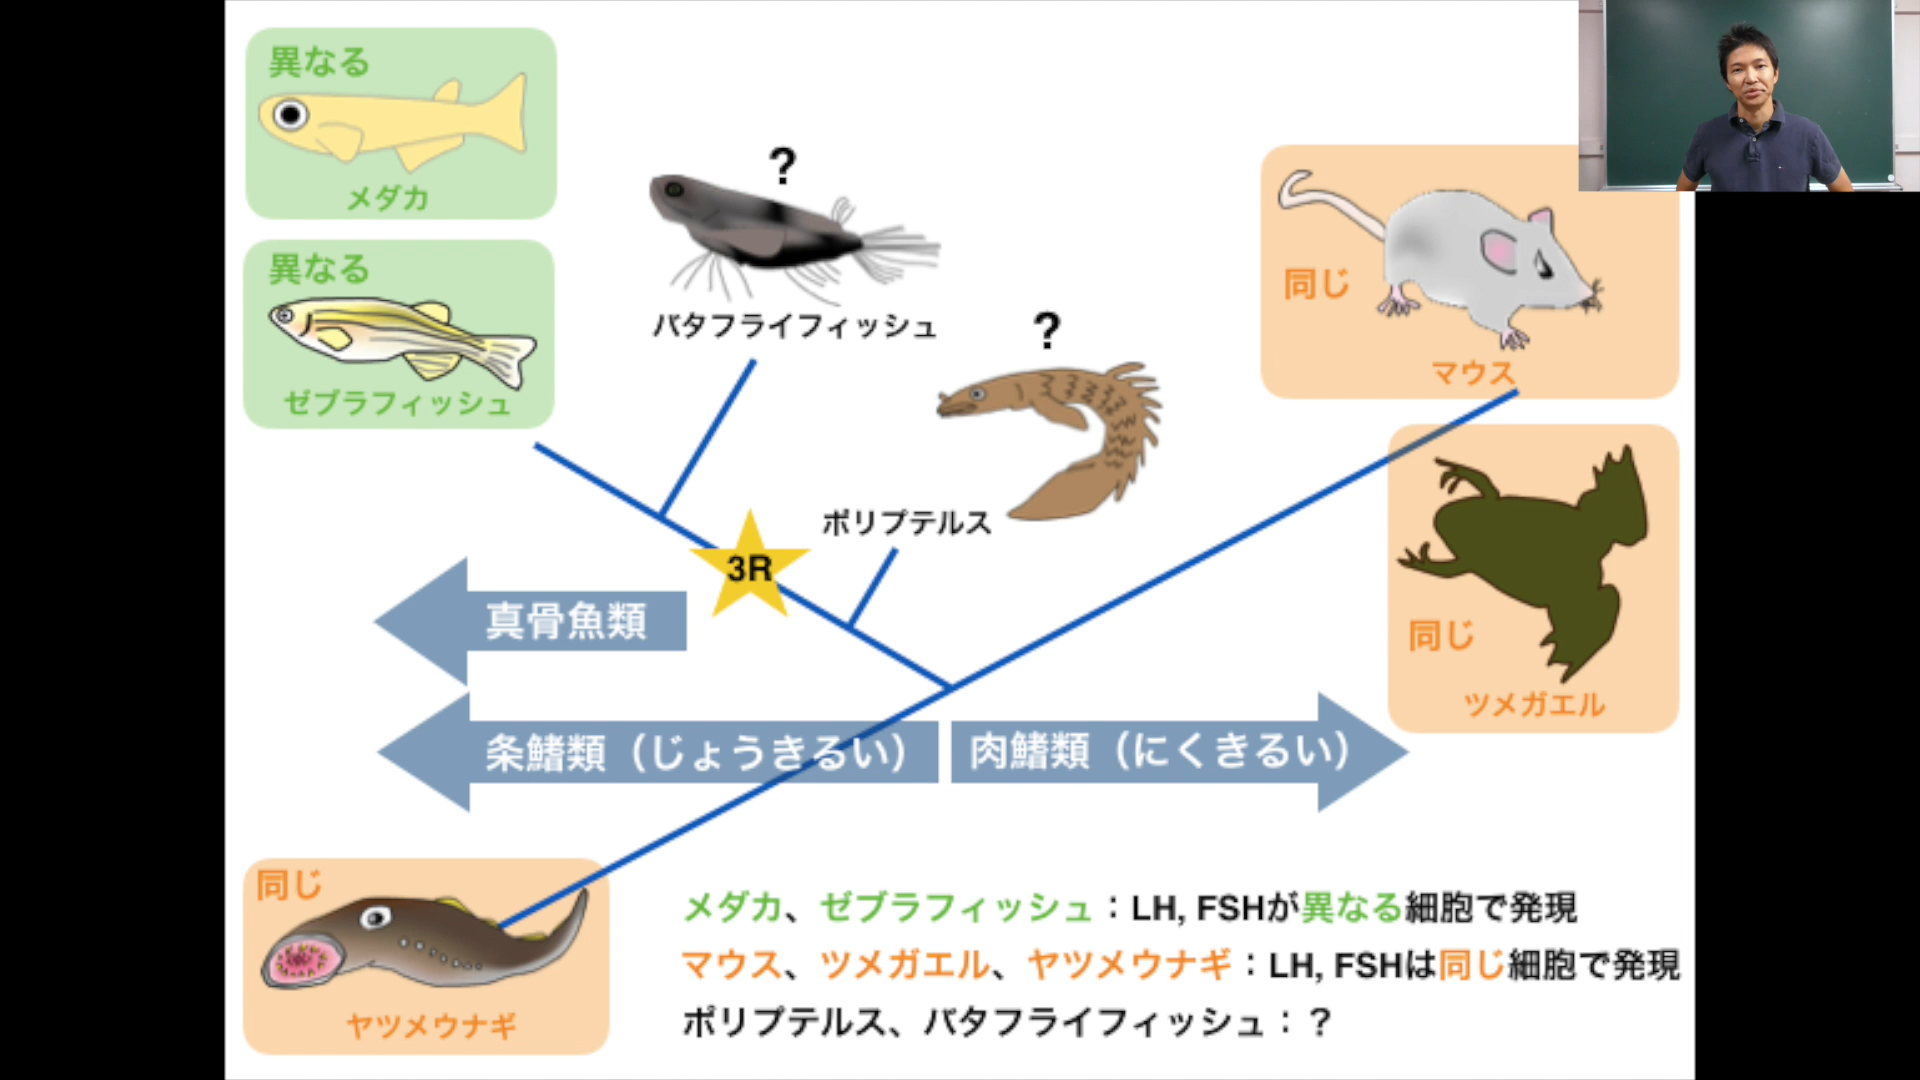 異なる
メダカ
異なる
ゼブラフィッシュ
?
バタフライフィッシュ
?
ポリプテルス
同じ
マウス
同じ
ツメガエル
3R
真骨魚類
条鰭類（じょうきるい）
肉鰭類（にくきるい）
同じ
ヤツメウナギ
メダカ、ゼブラフィッシュ：LH, FSHが異なる細胞で発現
マウス、ツメガエル、ヤツメウナギ：LH, FSHは同じ細胞で発現
ポリプテルス、バタフライフィッシュ：？